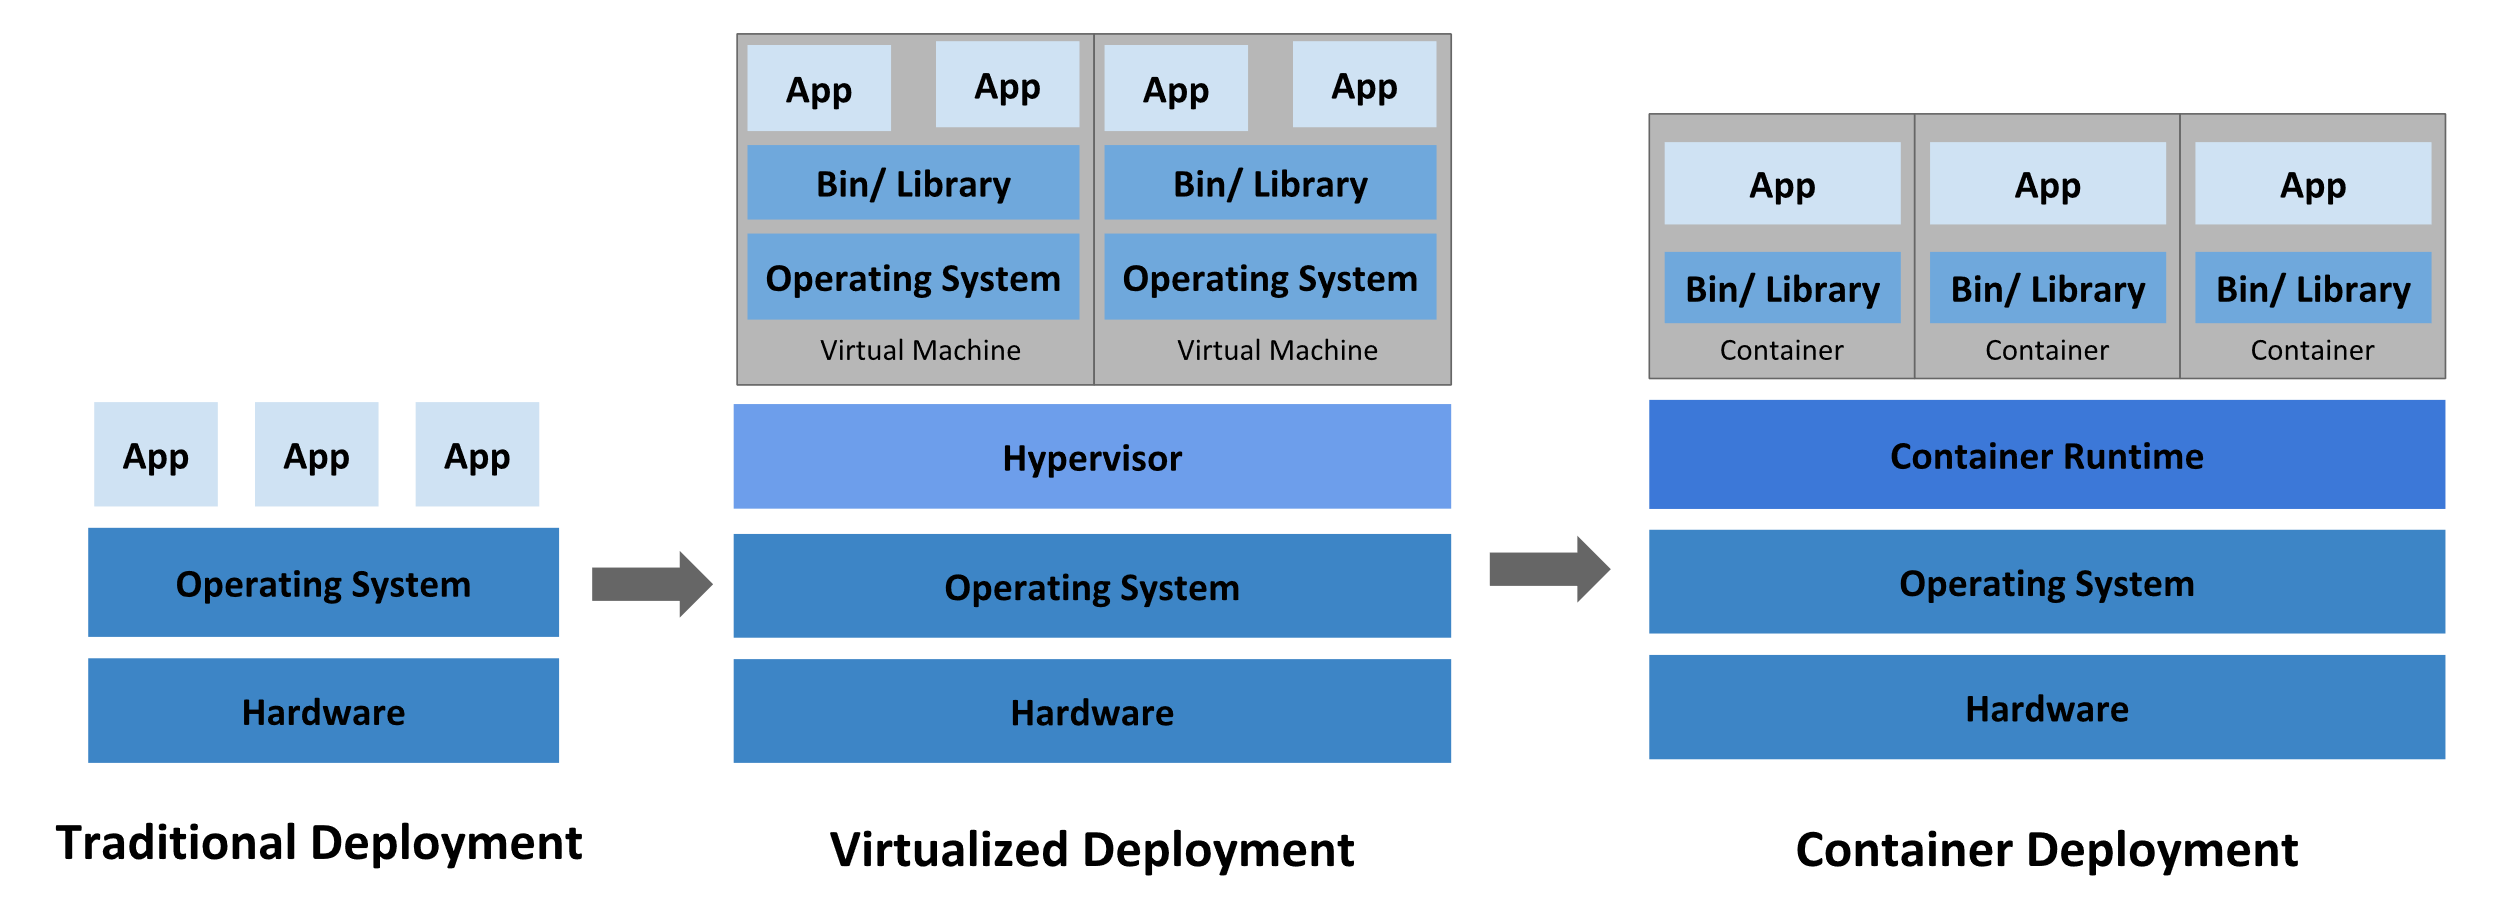 App
App
App
Operating System
Hardware
Traditional Deployment
App
App
Bin/ Library
Operating System
Virtual Machine
App
App
Bin/ Library
Operating System
Virtual Machine
Hypervisor
Operating System
Hardware
Virtualized Deployment
App
Bin/ Library
Container
App
Bin/ Library
Container
App
Bin/ Library
Container
Container Runtime
Operating System
Hardware
Container Deployment